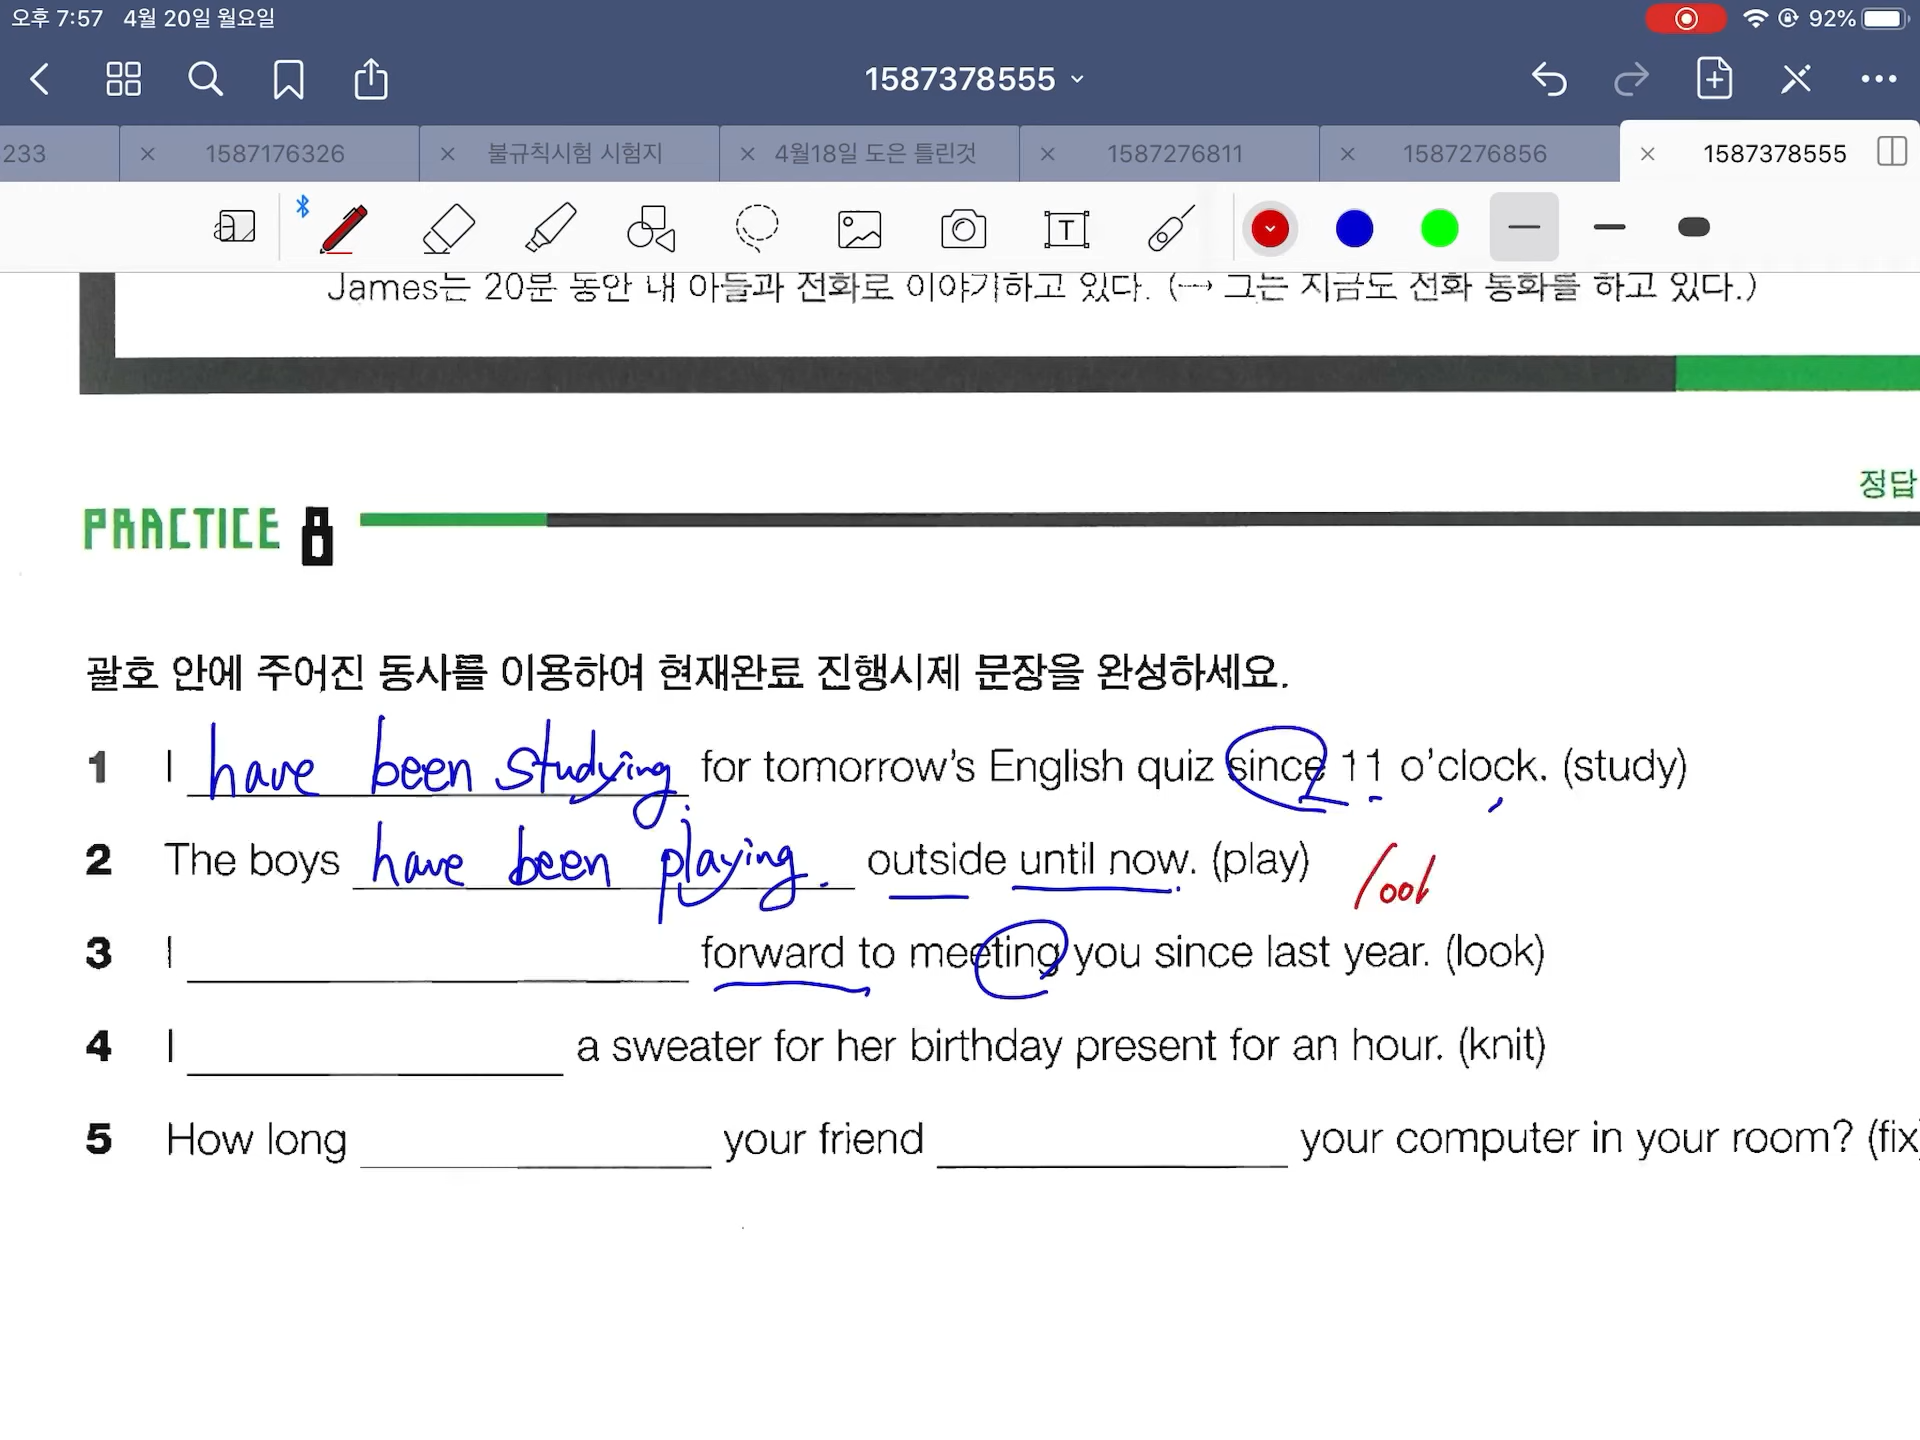 오후 7:57 4월 20일 월요일 92%
1587378555
233 1587176326 불규칙시험 시험지 4월18일 도은 틀린것 1587276811 1587276856 1587378555
James는 20분 동안 내 아들과 전화로 이야기하고 있다. (→ 그는 지금도 전화 통화를 하고 있다.)
정답
PRACTICE 8
괄호 안에 주어진 동사를 이용하여 현재완료 진행시제 문장을 완성하세요.
1 I have been studying for tomorrow's English quiz since 11 o'clock. (study)
2 The boys have been playing outside until now. (play)
look
3 I forward to meeting you since last year. (look)
4 I a sweater for her birthday present for an hour. (knit)
5 How long your friend your computer in your room? (fix)